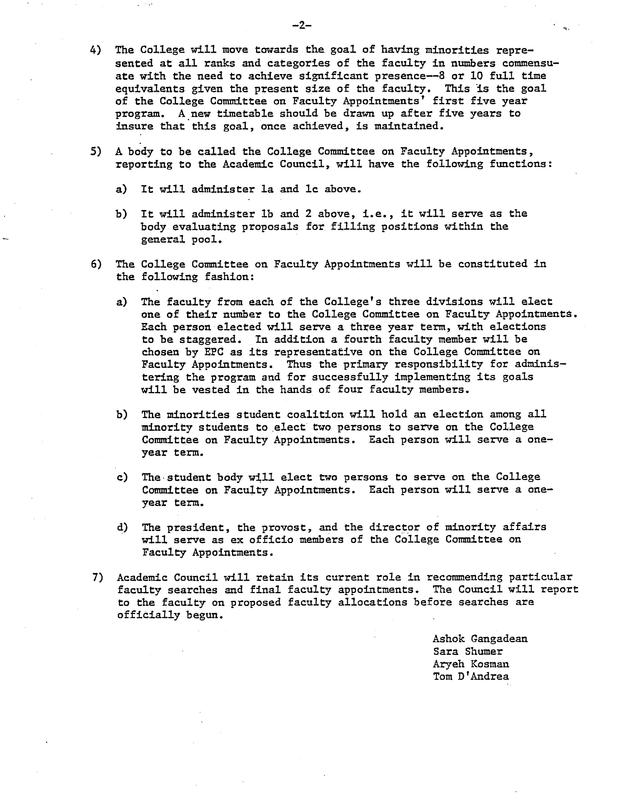 -2-
4) The College will move towards the goal of having minorities repre-
sented at all ranks and categories of the faculty in numbers commensu-
ate with the need to achieve significant presence--8 or 10 full time
equivalents given the present size of the faculty. This is the goal
of the College Committee on Faculty Appointments' first five year
program. A new timetable should be drawn up after five years to
insure that this goal, once achieved, is maintained.
5) A body to be called the College Committee on Faculty Appointments,
reporting to the Academic Council, will have the following functions:
a) It will administer 1a and 1c above.
b) It will administer 1b and 2 above, i.e., it will serve as the
body evaluating proposals for filling positions within the
general pool.
6) The College Committee on Faculty Appointments will be constituted in
the following fashion:
a) The faculty from each of the College's three divisions will elect
one of their number to the College Committee on Faculty Appointments.
Each person elected will serve a three year term, with elections
to be staggered. In addition a fourth faculty member will be
chosen by EPC as its representative on the College Committee on
Faculty Appointments. Thus the primary responsibility for adminis-
tering the program and for successfully implementing its goals
will be vested in the hands of four faculty members.
b) The minorities student coalition will hold an election among all
minority students to elect two persons to serve on the College
Committee on Faculty Appointments. Each person will serve a one-
year term.
c) The student body will elect two persons to serve on the College
Committee on Faculty Appointments. Each person will serve a one-
year term.
d) The president, the provost, and the director of minority affairs
will serve as ex officio members of the College Committee on
Faculty Appointments.
7) Academic Council will retain its current role in recommending particular
faculty searches and final faculty appointments. The Council will report
to the faculty on proposed faculty allocations before searches are
officially begun.
Ashok Gangadean
Sara Shumer
Aryeh Kosman
Tom D'Andrea